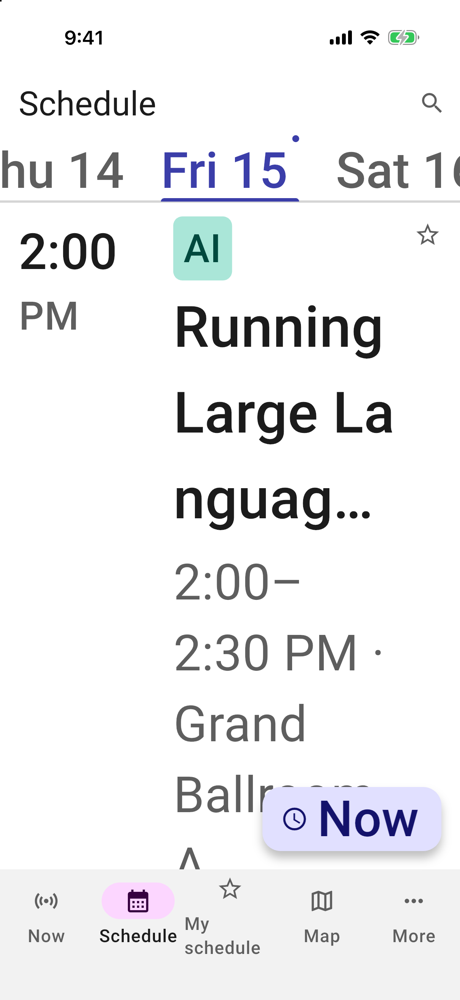 9:41
Schedule
hu 14 Fri 15 Sat 16
2:00
PM
AI
Running
Large La
nguag…
2:00–
2:30 PM ·
Grand
Ballroom
A
Now
Now Schedule My schedule Map More